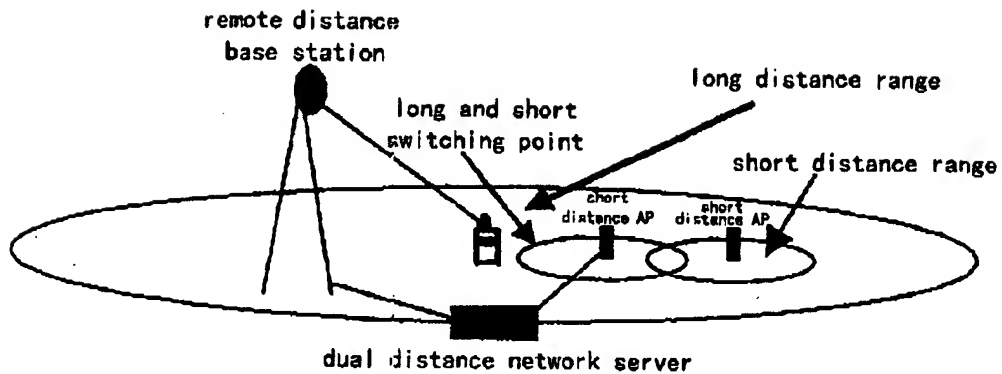 remote distance
base station
long distance range
long and short
switching point
short distance range
short
distance AP
short
distance AP
dual distance network server